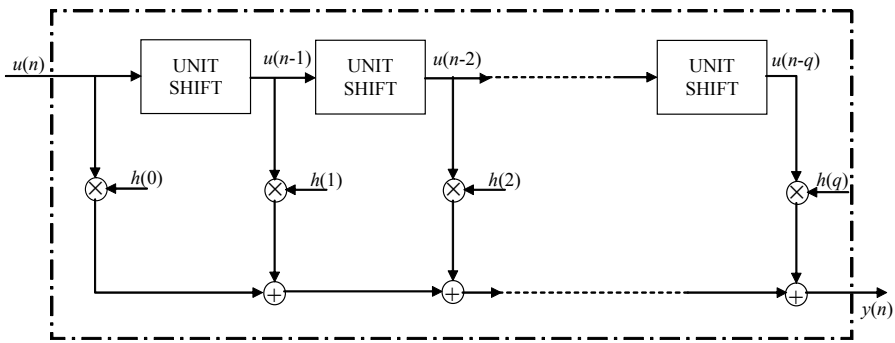 u(n)
UNIT
SHIFT
u(n-1)
UNIT
SHIFT
u(n-2)
UNIT
SHIFT
u(n-q)
h(0)
h(1)
h(2)
h(q)
y(n)